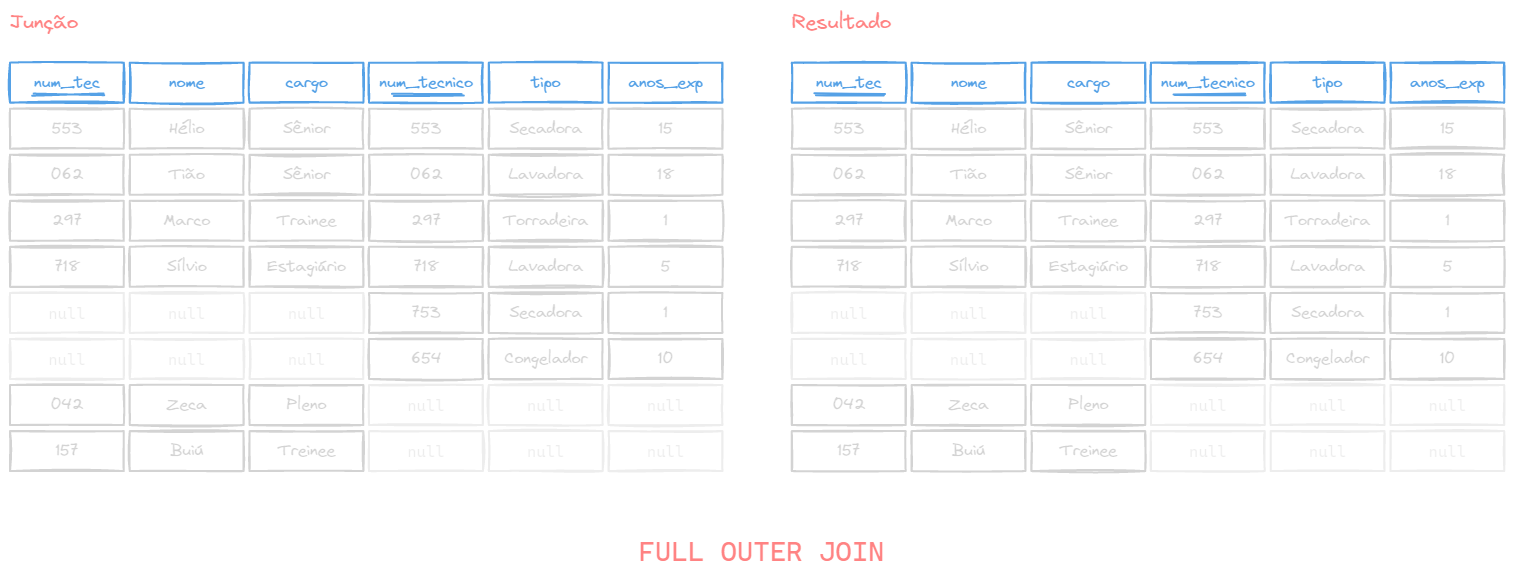 Junção Resultado
num_tec nome cargo num_tecnico tipo anos_exp num_tec nome cargo num_tecnico tipo anos_exp
553 Hélio Sênior 553 Secadora 15 553 Hélio Sênior 553 Secadora 15
062 Tião Sênior 062 Lavadora 18 062 Tião Sênior 062 Lavadora 18
297 Marco Trainee 297 Torradeira 1 297 Marco Trainee 297 Torradeira 1
718 Sílvio Estagiário 718 Lavadora 5 718 Sílvio Estagiário 718 Lavadora 5
null null null 753 Secadora 1 null null null 753 Secadora 1
null null null 654 Congelador 10 null null null 654 Congelador 10
042 Zeca Pleno null null null 042 Zeca Pleno null null null
157 Buiá Treinee null null null 157 Buiá Treinee null null null
FULL OUTER JOIN